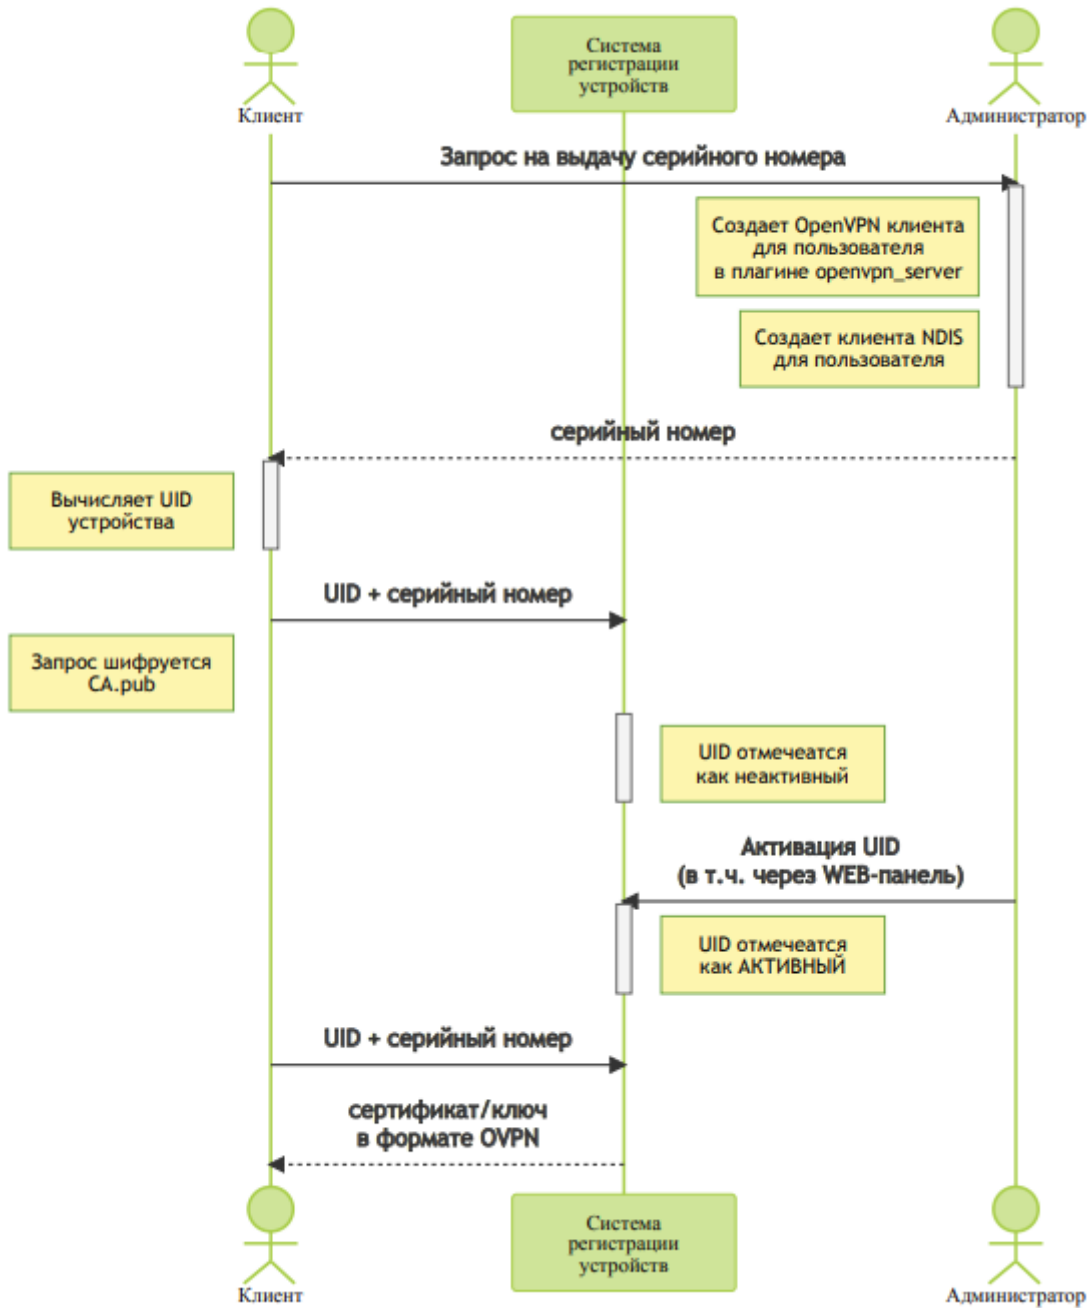 Клиент
Система
регистрации
устройств
Администратор
Запрос на выдачу серийного номера
Создает OpenVPN клиента
для пользователя
в плагине openvpn_server
Создает клиента NDIS
для пользователя
серийный номер
Вычисляет UID
устройства
UID + серийный номер
Запрос шифруется
CA.pub
UID отмечеатся
как неактивный
Активация UID
(в т.ч. через WEB-панель)
UID отмечеатся
как АКТИВНЫЙ
UID + серийный номер
сертификат/ключ
в формате OVPN
Клиент
Система
регистрации
устройств
Администратор